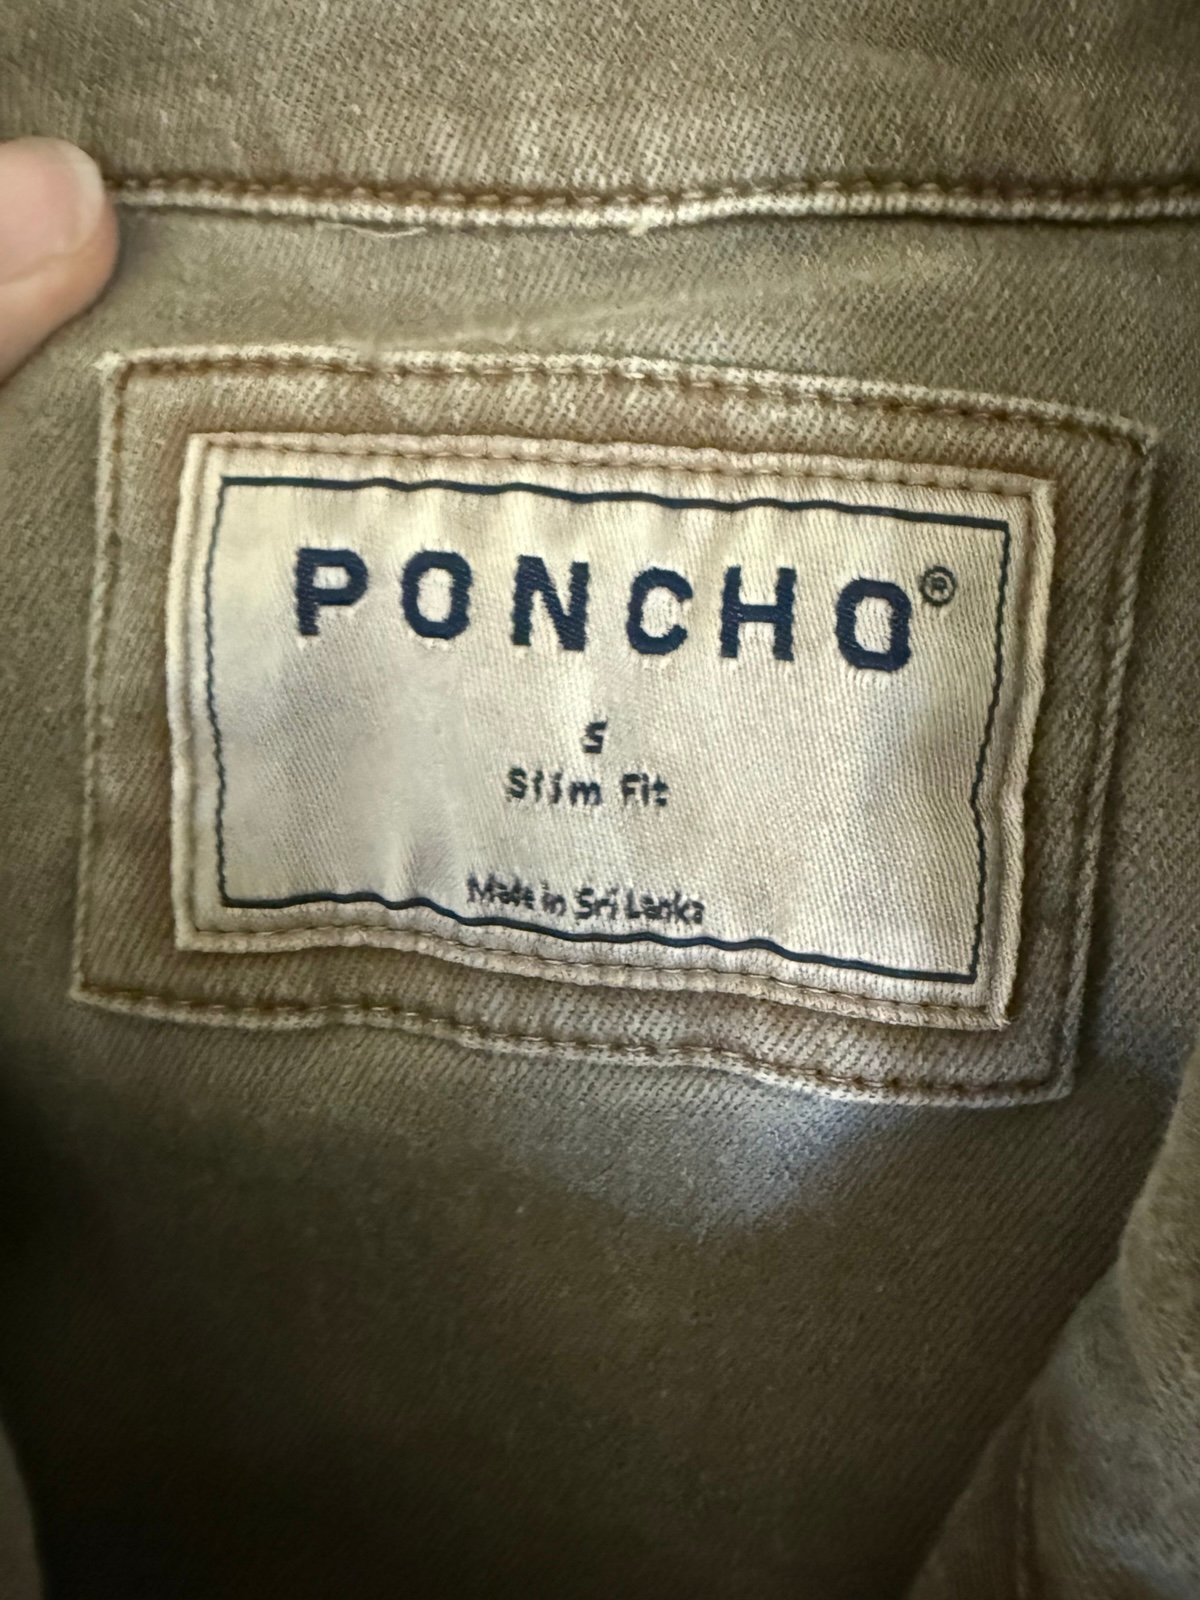 PONCHO®
S
Slim Fit
Made in Sri Lanka